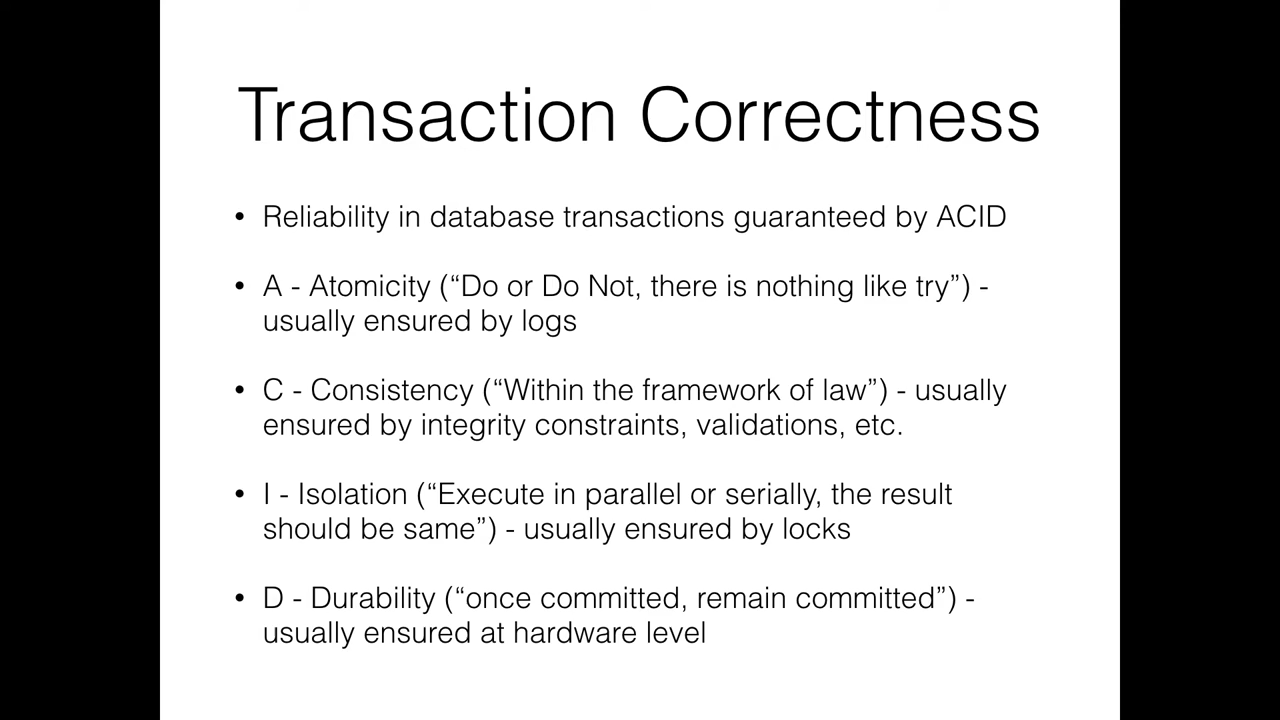 Transaction Correctness
• Reliability in database transactions guaranteed by ACID
• A - Atomicity (“Do or Do Not, there is nothing like try”) -
usually ensured by logs
• C - Consistency (“Within the framework of law”) - usually
ensured by integrity constraints, validations, etc.
• I - Isolation (“Execute in parallel or serially, the result
should be same”) - usually ensured by locks
• D - Durability (“once committed, remain committed”) -
usually ensured at hardware level